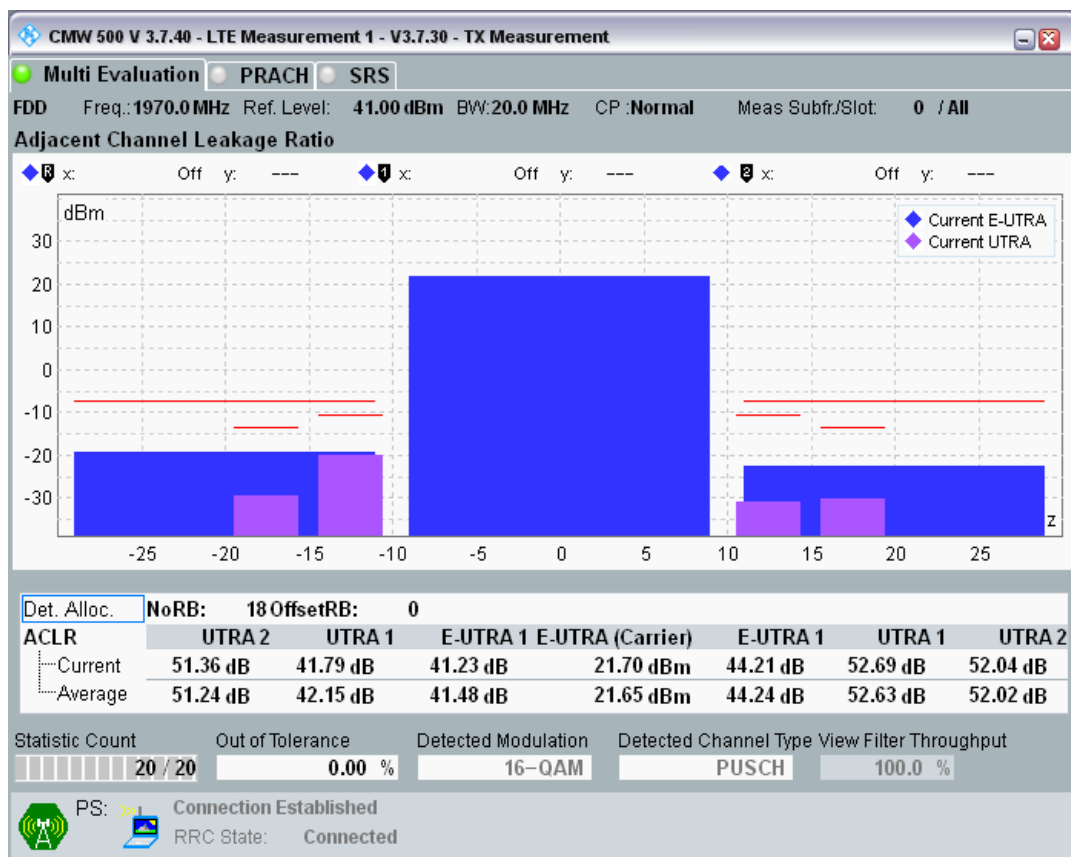 CMW 500 V 3.7.40 - LTE Measurement 1 - V3.7.30 - TX Measurement
Multi Evaluation PRACH SRS
FDD Freq.: 1970.0 MHz Ref. Level: 41.00 dBm BW: 20.0 MHz CP : Normal Meas Subfr./Slot: 0 / All
Adjacent Channel Leakage Ratio
R x: Off y: --- 1 x: Off y: --- 2 x: Off y: ---
dBm
Current E-UTRA
Current UTRA
30
20
10
0
-10
-20
-30
z
-25 -20 -15 -10 -5 0 5 10 15 20 25
Det. Alloc. NoRB: 18 OffsetRB: 0
ACLR UTRA 2 UTRA 1 E-UTRA 1 E-UTRA (Carrier) E-UTRA 1 UTRA 1 UTRA 2
Current 51.36 dB 41.79 dB 41.23 dB 21.70 dBm 44.21 dB 52.69 dB 52.04 dB
Average 51.24 dB 42.15 dB 41.48 dB 21.65 dBm 44.24 dB 52.63 dB 52.02 dB
Statistic Count Out of Tolerance Detected Modulation Detected Channel Type View Filter Throughput
20 / 20 0.00 % 16-QAM PUSCH 100.0 %
PS: Connection Established
RRC State: Connected